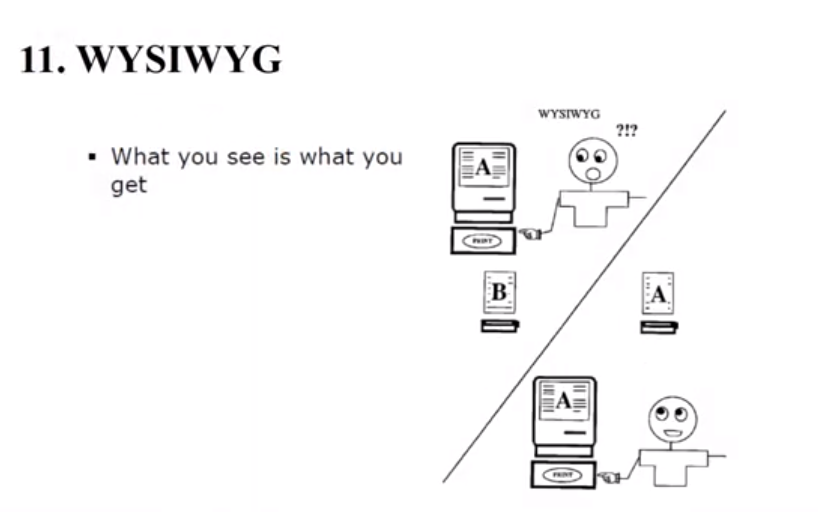 11. WYSIWYG
▪ What you see is what you
get
WYSIWYG
?!?
A
PRINT
B
A
A
PRINT